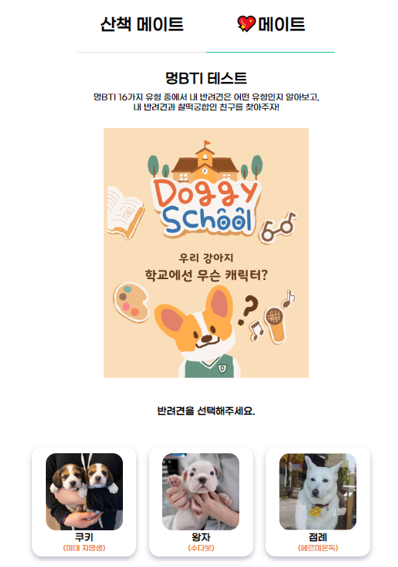 산책 메이트
💖메이트
멍BTI 테스트
멍BTI 16가지 유형 중에서 내 반려견은 어떤 유형인지 알아보고,
내 반려견과 찰떡궁합인 친구를 찾아주자!
Doggy
School
우리 강아지
학교에선 무슨 캐릭터?
?
반려견을 선택해주세요.
쿠키
(미대 지망생)
왕자
(수다봇)
점례
(헤르미온독)